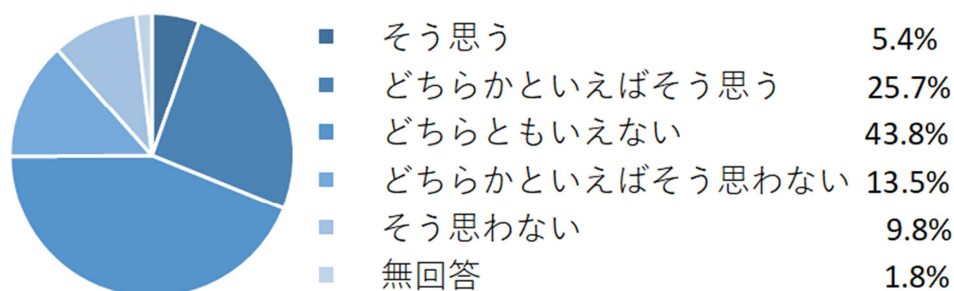 そう思う 5.4%
どちらかといえばそう思う 25.7%
どちらともいえない 43.8%
どちらかといえばそう思わない 13.5%
そう思わない 9.8%
無回答 1.8%